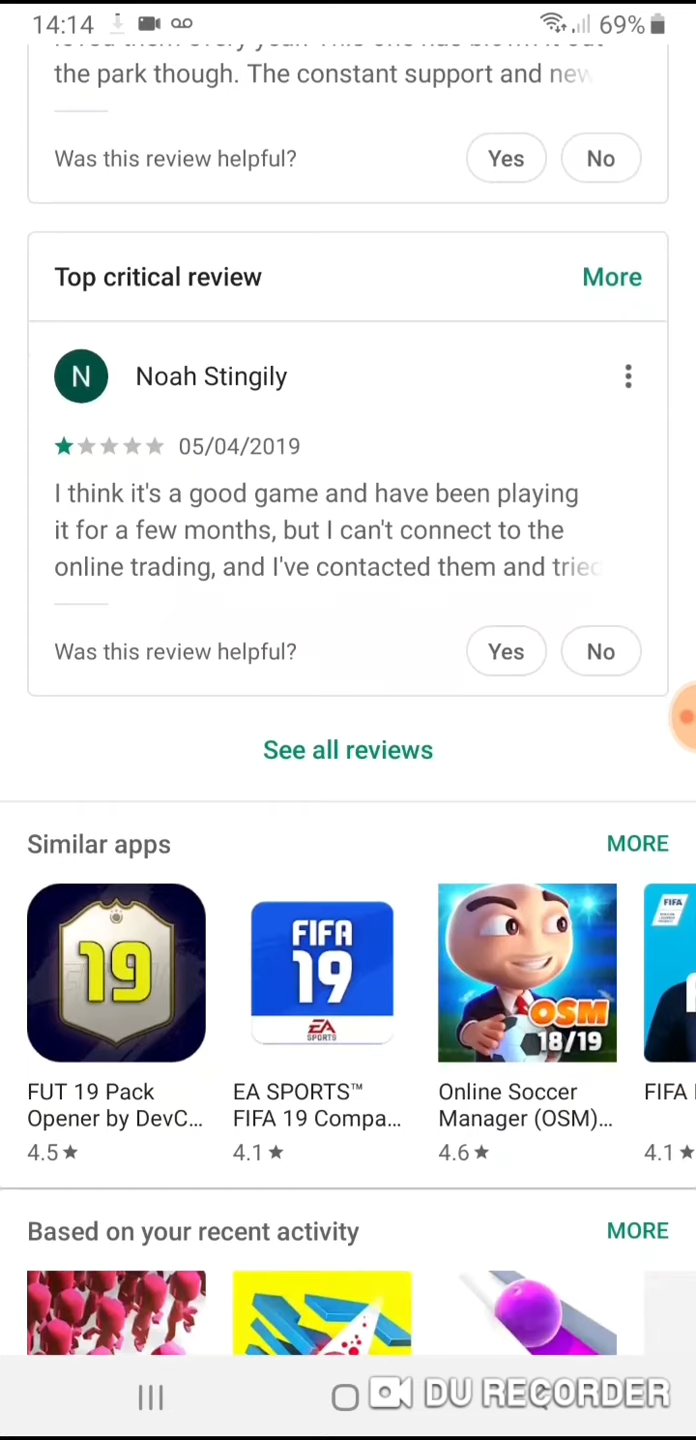 14:14 69%
the park though. The constant support and new
Was this review helpful? Yes No
Top critical review More
N Noah Stingily
05/04/2019
I think it's a good game and have been playing
it for a few months, but I can't connect to the
online trading, and I've contacted them and tried
Was this review helpful? Yes No
See all reviews
Similar apps MORE
19
FIFA
19
EA
SPORTS
OSM
18/19
FIFA
FUT 19 Pack
Opener by DevC...
4.5★
EA SPORTS™
FIFA 19 Compa...
4.1★
Online Soccer
Manager (OSM)...
4.6★
FIFA
4.1★
Based on your recent activity MORE
DU RECORDER